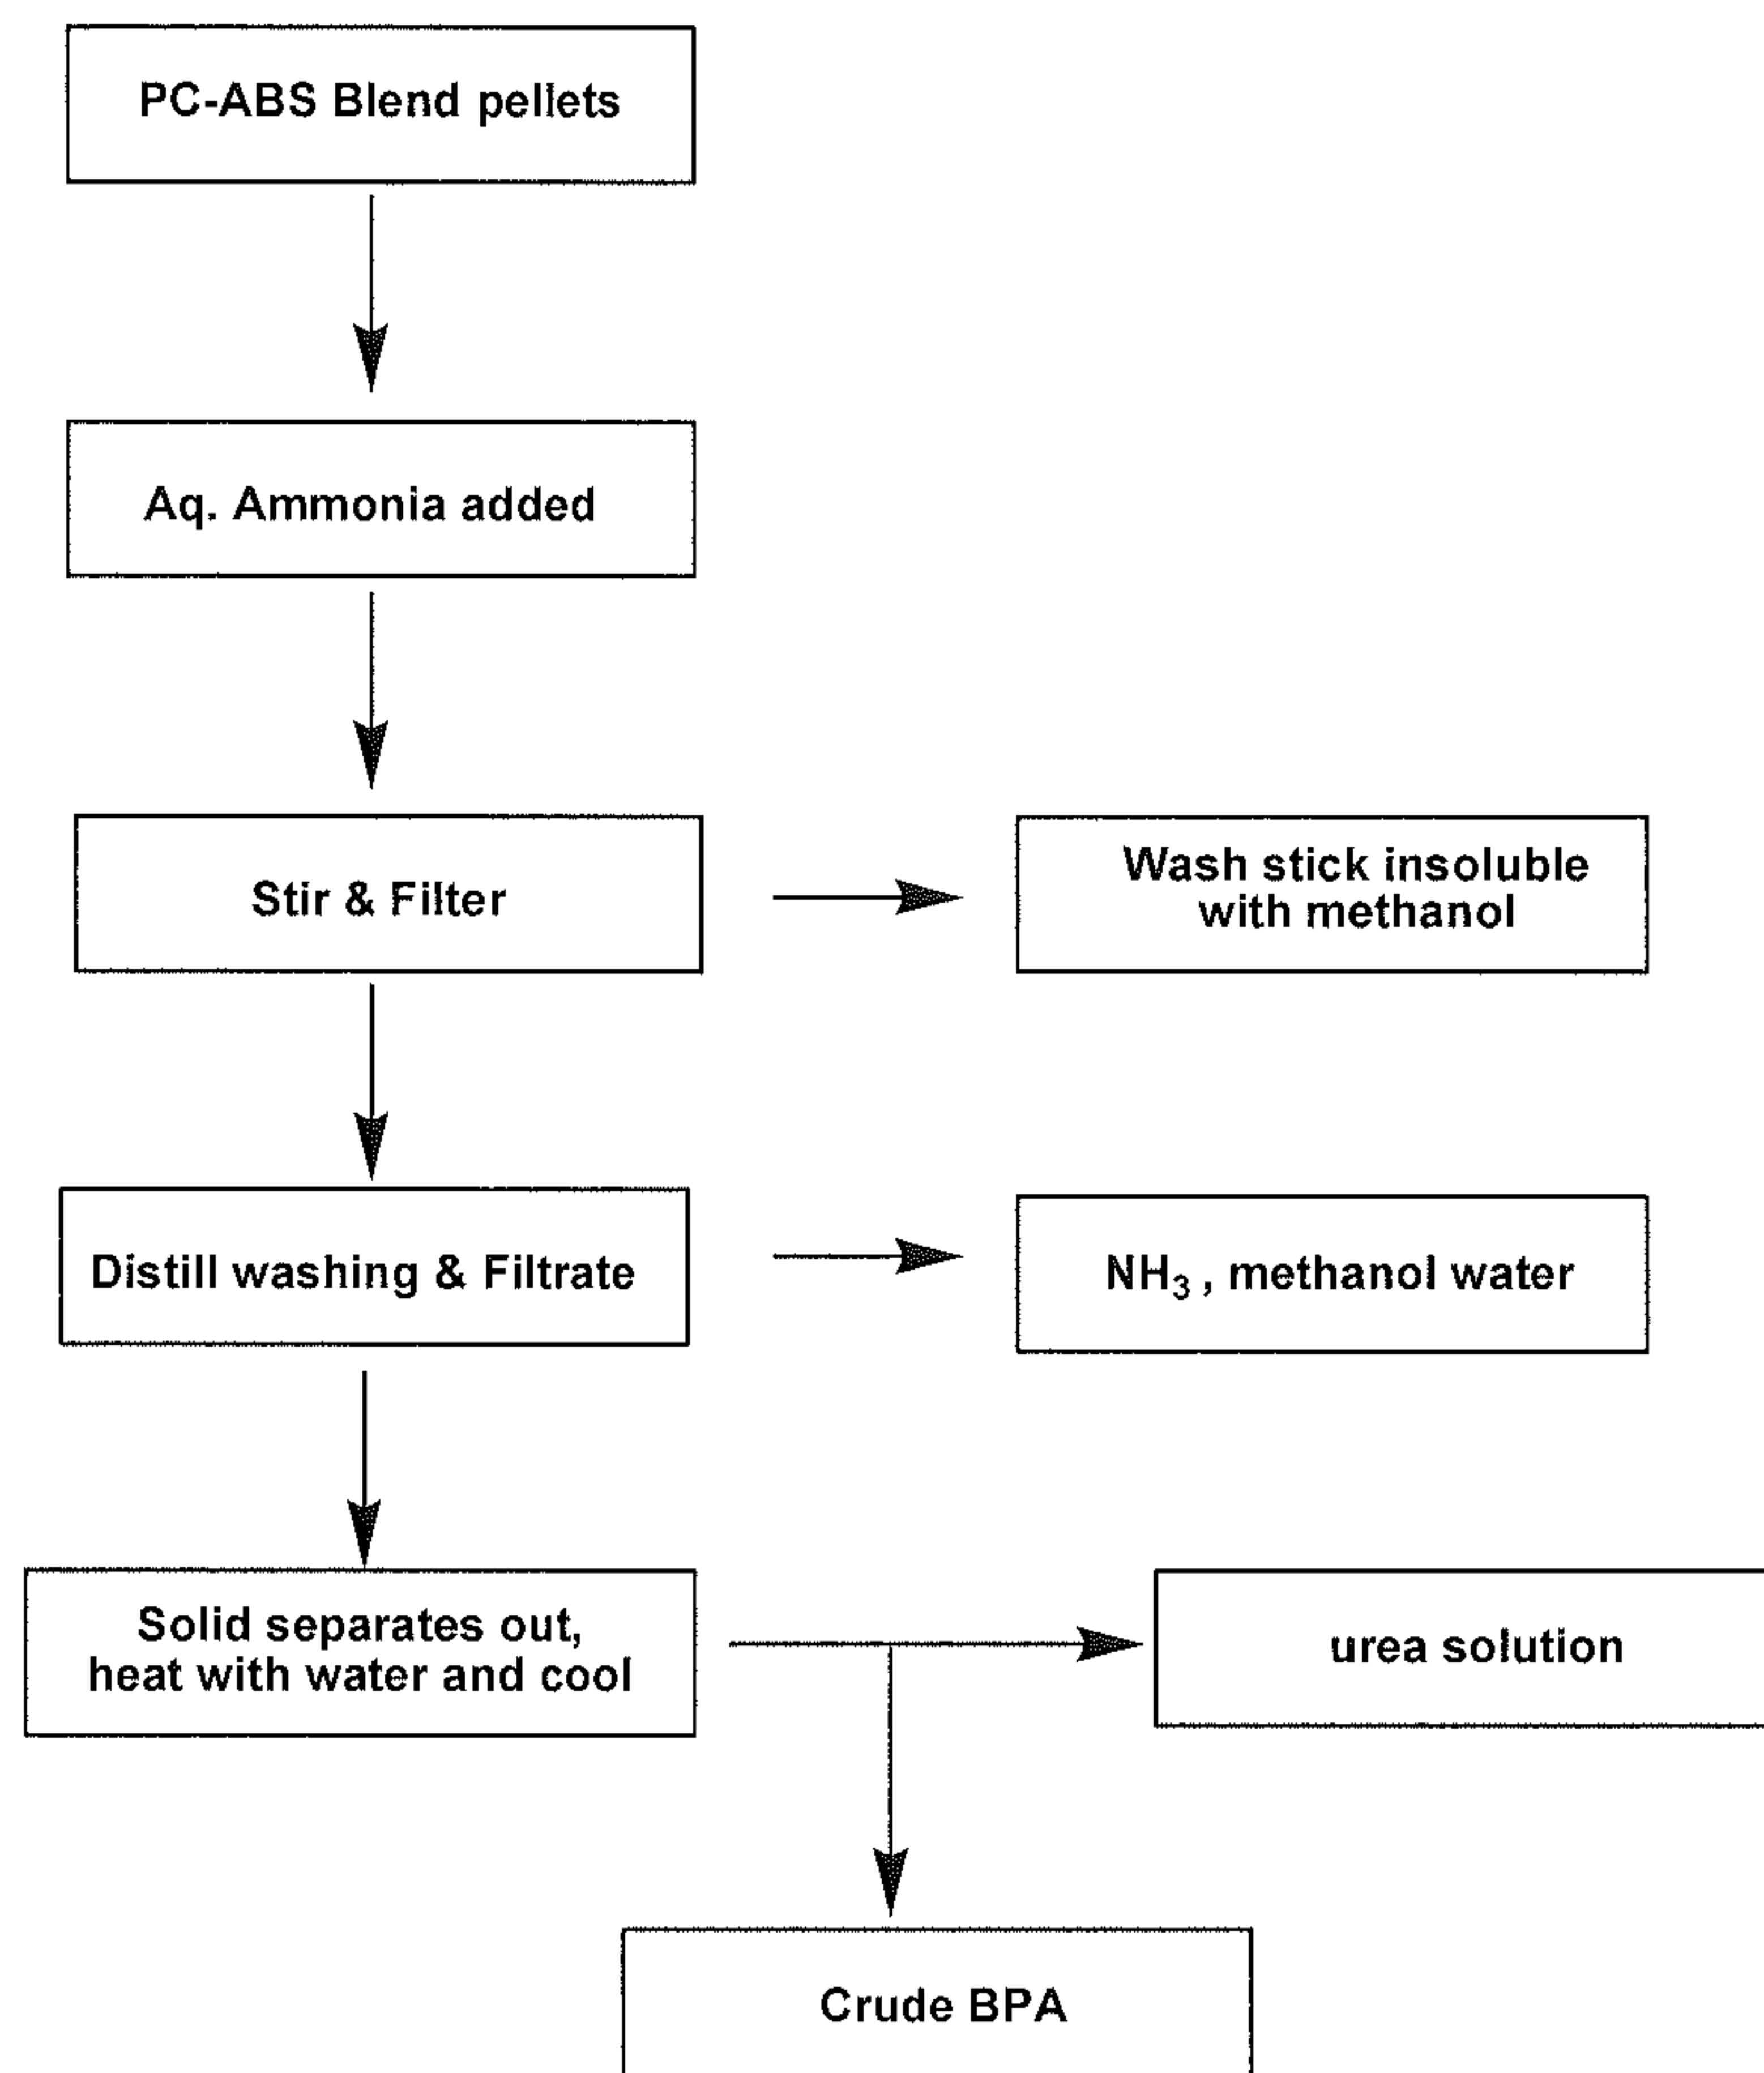 PC-ABS Blend pellets
Aq. Ammonia added
Stir & Filter
Wash stick insoluble
with methanol
Distill washing & Filtrate
NH₃ , methanol water
Solid separates out,
heat with water and cool
urea solution
Crude BPA